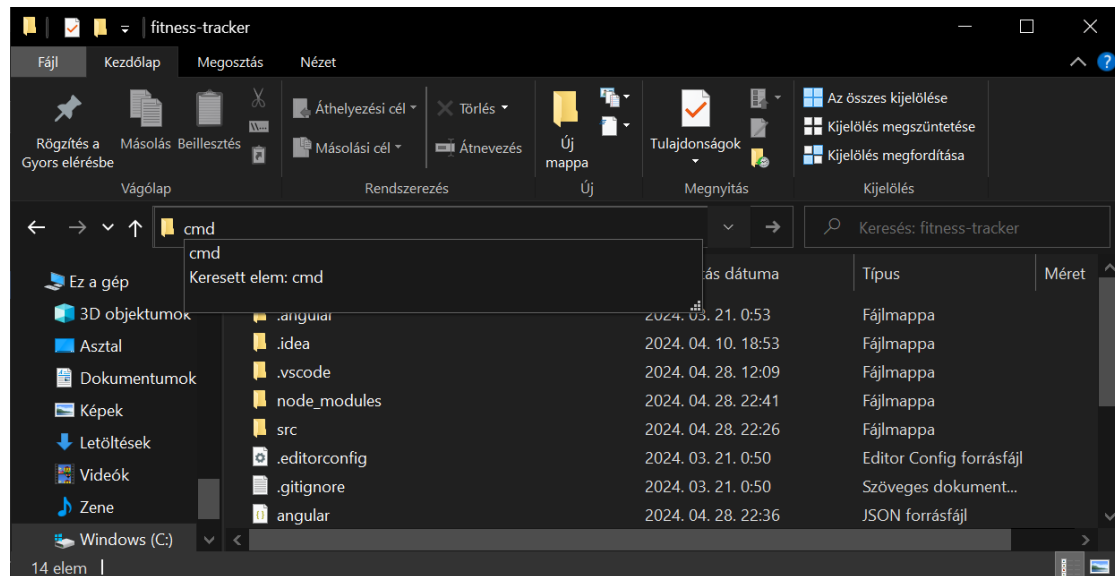 fitness-tracker
Fájl Kezdőlap Megosztás Nézet
Rögzítés a Gyors elérésbe
Másolás
Beillesztés
Áthelyezési cél
Másolási cél
Törlés
Átnevezés
Új mappa
Tulajdonságok
Az összes kijelölése
Kijelölés megszüntetése
Kijelölés megfordítása
Vágólap Rendszerezés Új Megnyitás Kijelölés
cmd
Keresés: fitness-tracker
cmd
Keresett elem: cmd
ás dátuma Típus Méret
Ez a gép
3D objektumok
Asztal
Dokumentumok
Képek
Letöltések
Videók
Zene
Windows (C:)
.angular 2024. 03. 21. 0:53 Fájlmappa
.idea 2024. 04. 10. 18:53 Fájlmappa
.vscode 2024. 04. 28. 12:09 Fájlmappa
node_modules 2024. 04. 28. 22:41 Fájlmappa
src 2024. 04. 28. 22:26 Fájlmappa
.editorconfig 2024. 03. 21. 0:50 Editor Config forrásfájl
.gitignore 2024. 03. 21. 0:50 Szöveges dokument...
angular 2024. 04. 28. 22:36 JSON forrásfájl
14 elem